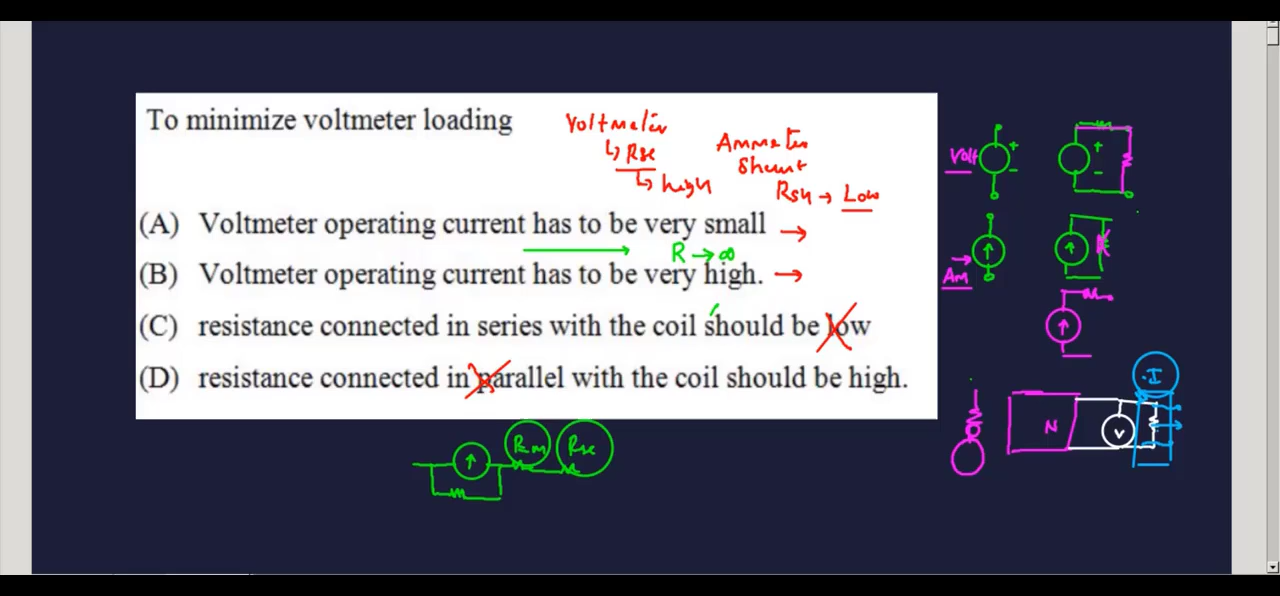 To minimize voltmeter loading
Voltmeter
↳ Rse
↳ high
Ammeter
Shunt
Rsh → Low
(A) Voltmeter operating current has to be very small →
R → ∞
(B) Voltmeter operating current has to be very high. →
(C) resistance connected in series with the coil should be low
(D) resistance connected in parallel with the coil should be high.
Rm Rse
Volt + - + -
Am
N V I